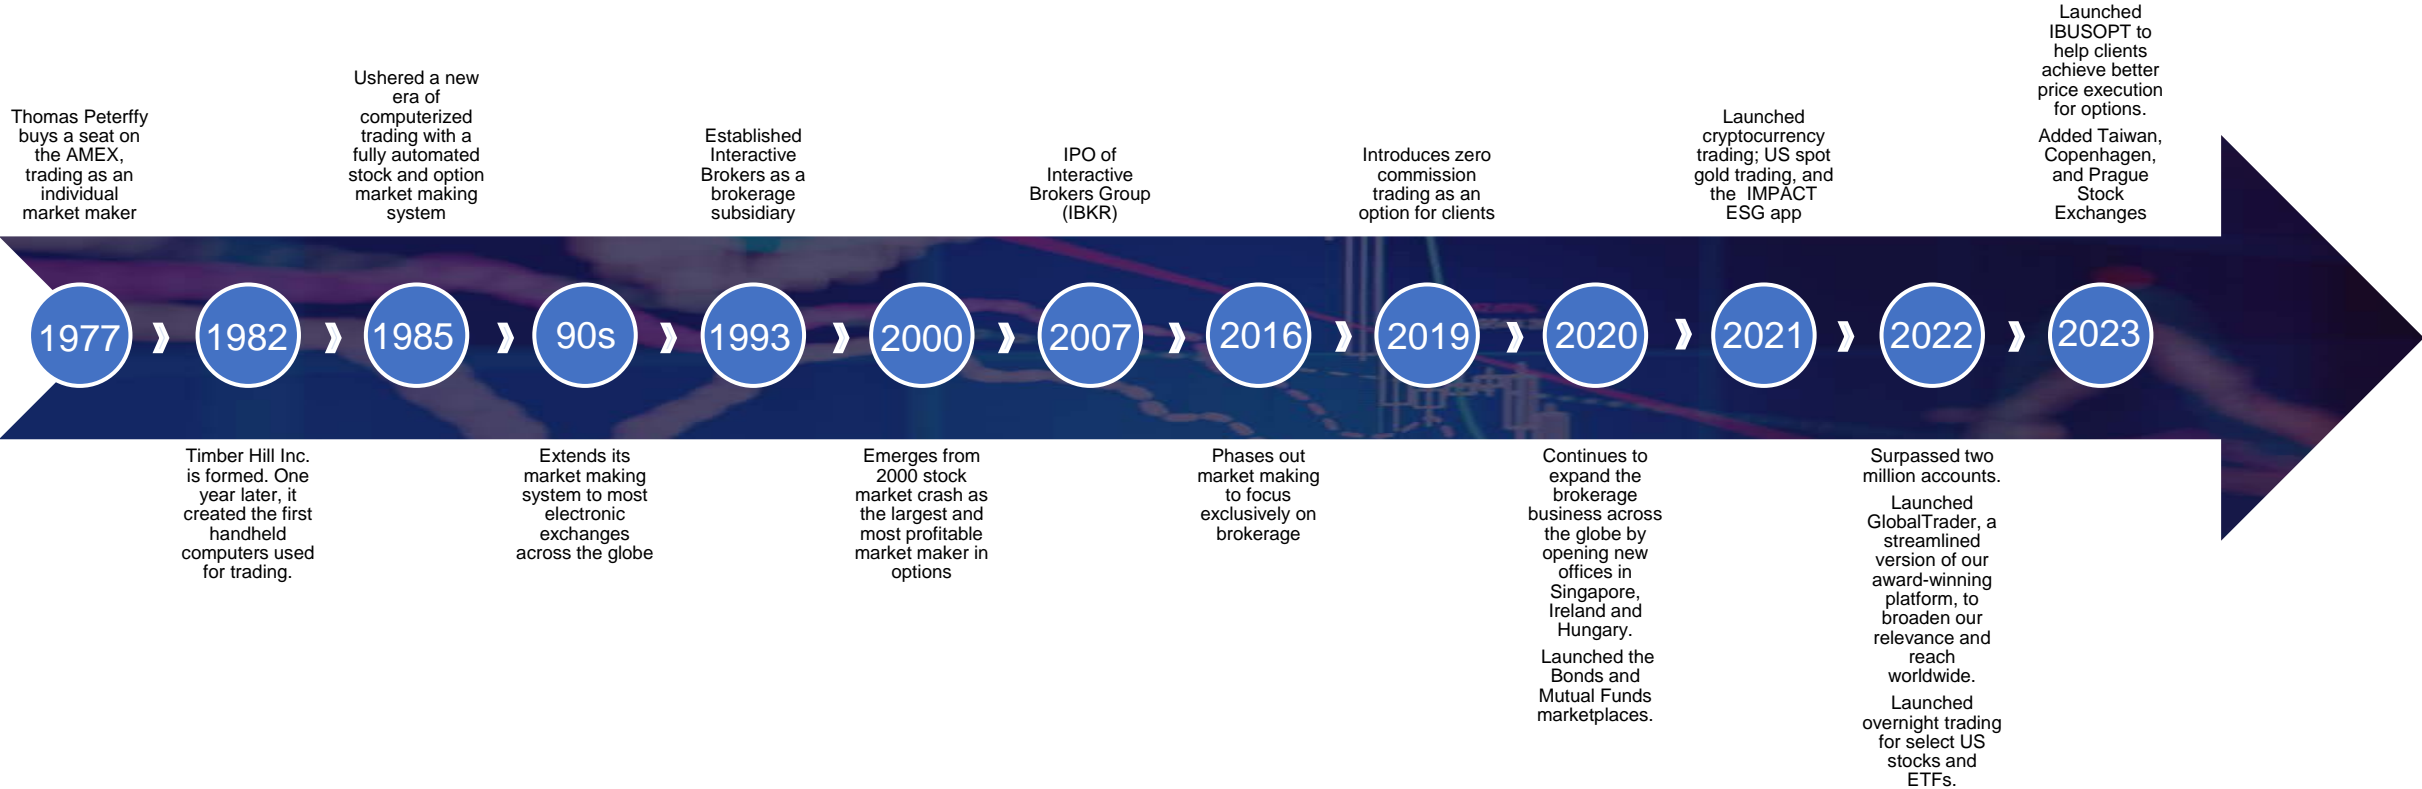 Thomas Peterffy
buys a seat on
the AMEX,
trading as an
individual
market maker
Ushered a new
era of
computerized
trading with a
fully automated
stock and option
market making
system
Established
Interactive
Brokers as a
brokerage
subsidiary
IPO of
Interactive
Brokers Group
(IBKR)
Introduces zero
commission
trading as an
option for clients
Launched
cryptocurrency
trading; US spot
gold trading, and
the IMPACT
ESG app
Launched
IBUSOPT to
help clients
achieve better
price execution
for options.
Added Taiwan,
Copenhagen,
and Prague
Stock
Exchanges
1977
1982
1985
90s
1993
2000
2007
2016
2019
2020
2021
2022
2023
Timber Hill Inc.
is formed. One
year later, it
created the first
handheld
computers used
for trading.
Extends its
market making
system to most
electronic
exchanges
across the globe
Emerges from
2000 stock
market crash as
the largest and
most profitable
market maker in
options
Phases out
market making
to focus
exclusively on
brokerage
Continues to
expand the
brokerage
business across
the globe by
opening new
offices in
Singapore,
Ireland and
Hungary.
Launched the
Bonds and
Mutual Funds
marketplaces.
Surpassed two
million accounts.
Launched
GlobalTrader, a
streamlined
version of our
award-winning
platform, to
broaden our
relevance and
reach
worldwide.
Launched
overnight trading
for select US
stocks and
ETFs.